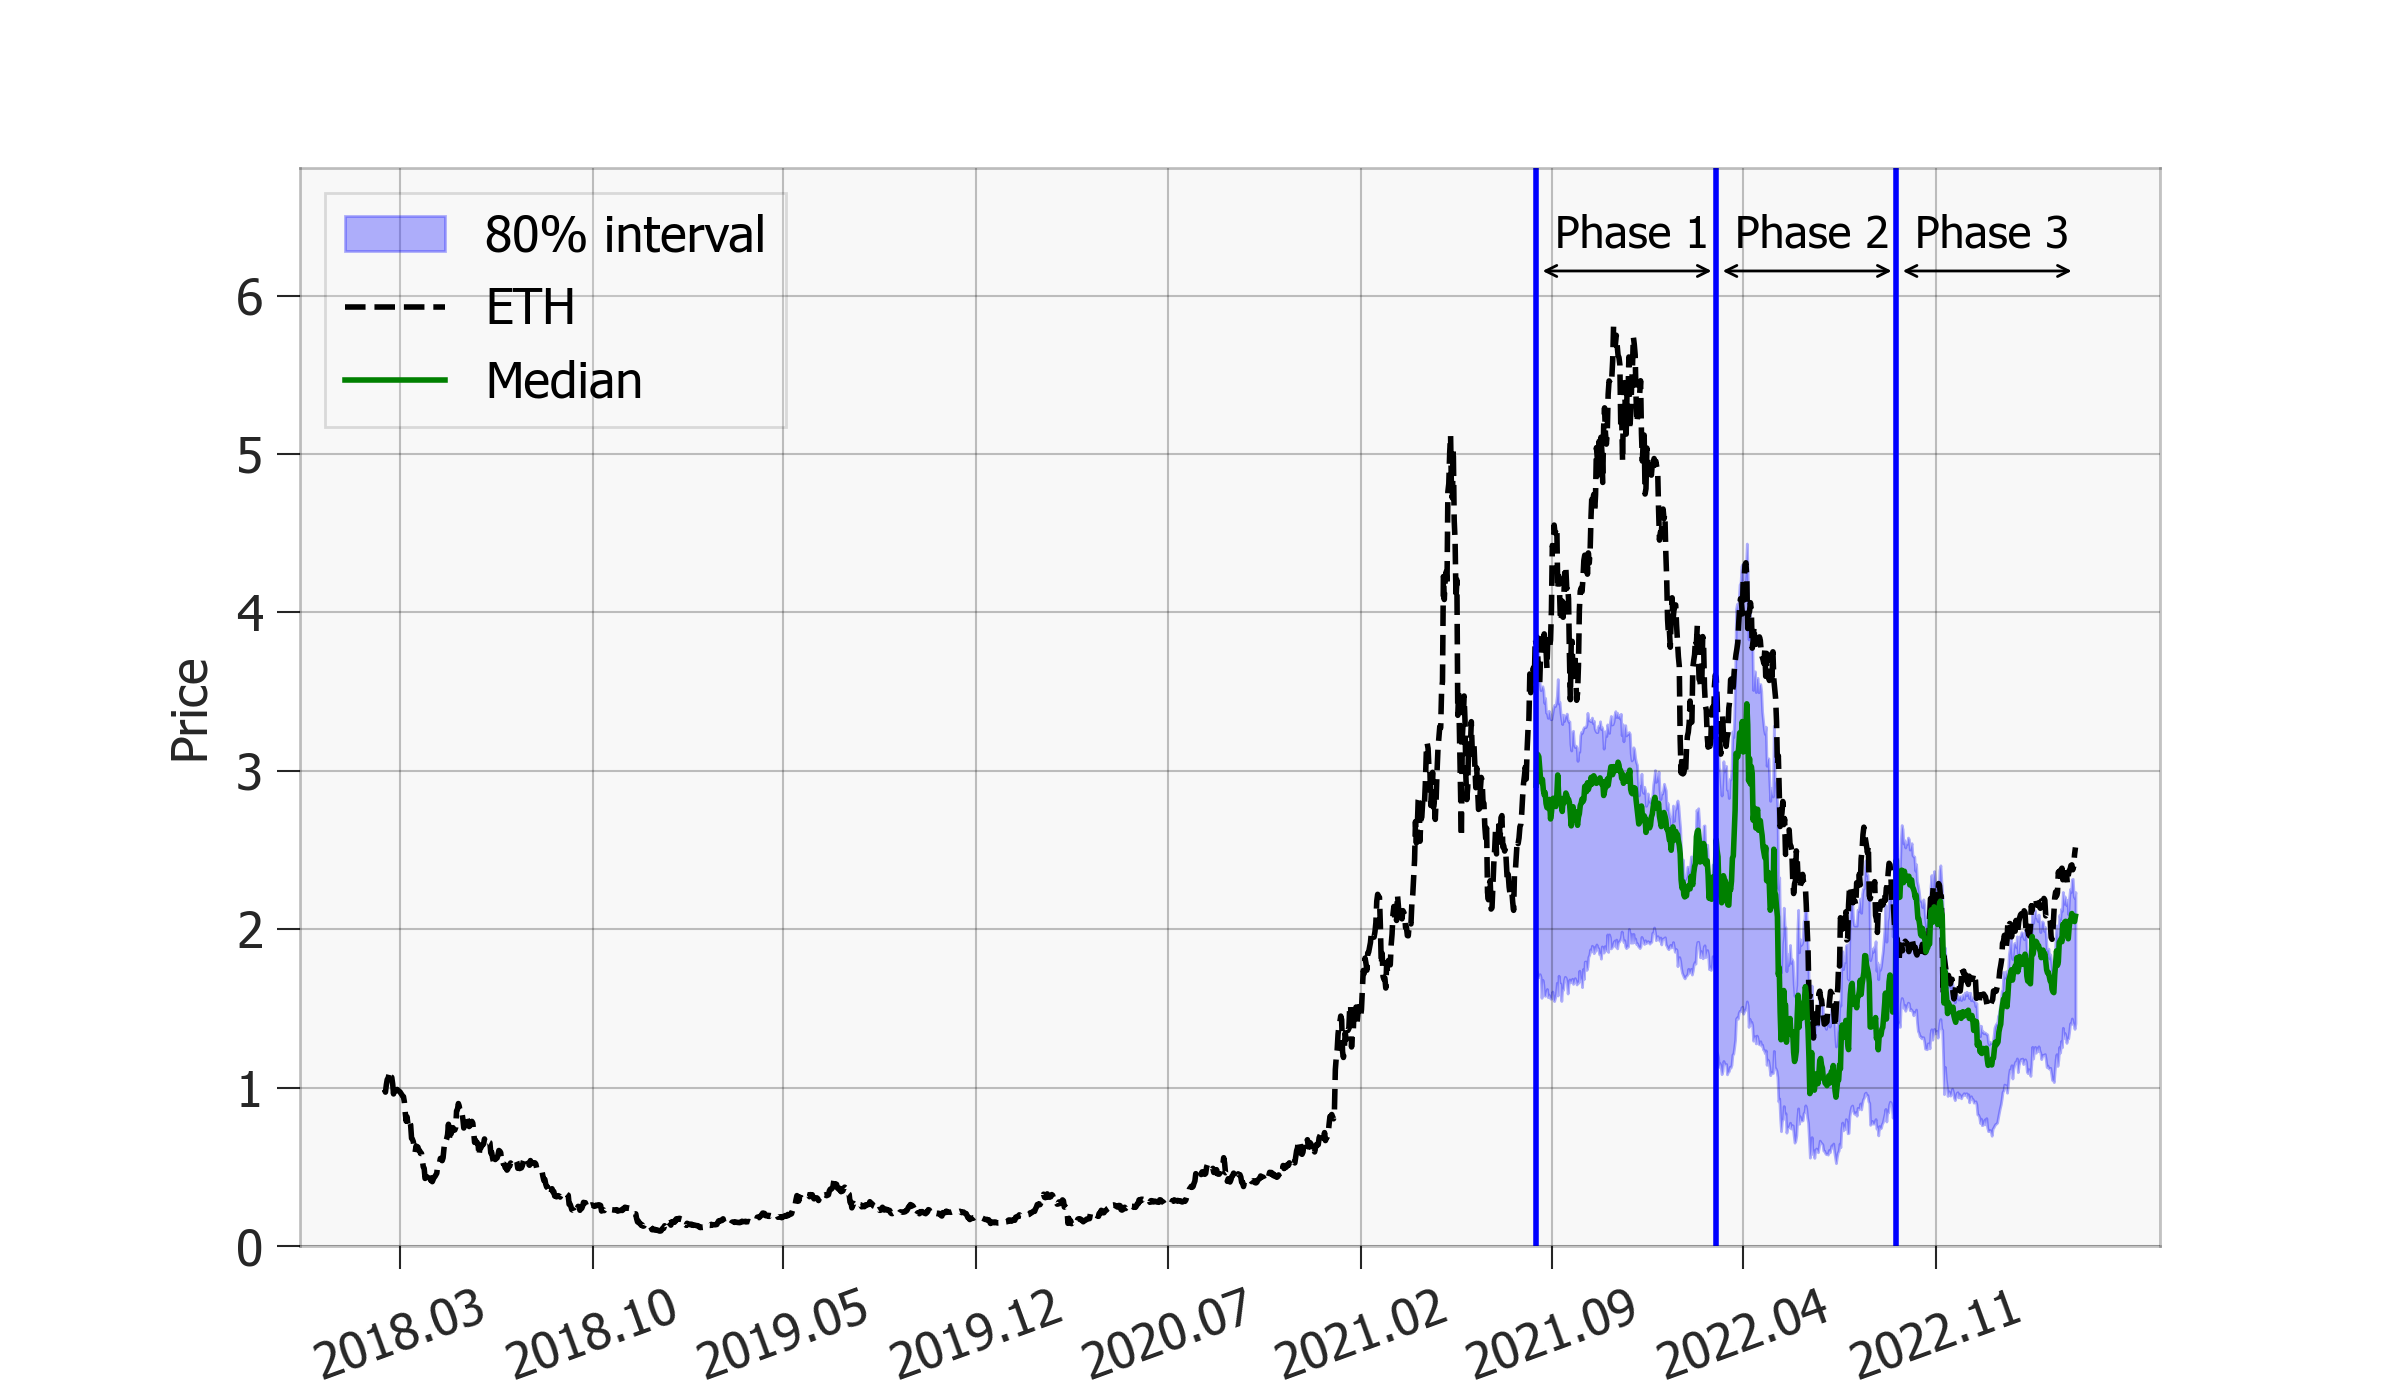 80% interval
ETH
Median
Phase 1
Phase 2
Phase 3
6
5
4
3
2
1
0
Price
2018.03
2018.10
2019.05
2019.12
2020.07
2021.02
2021.09
2022.04
2022.11